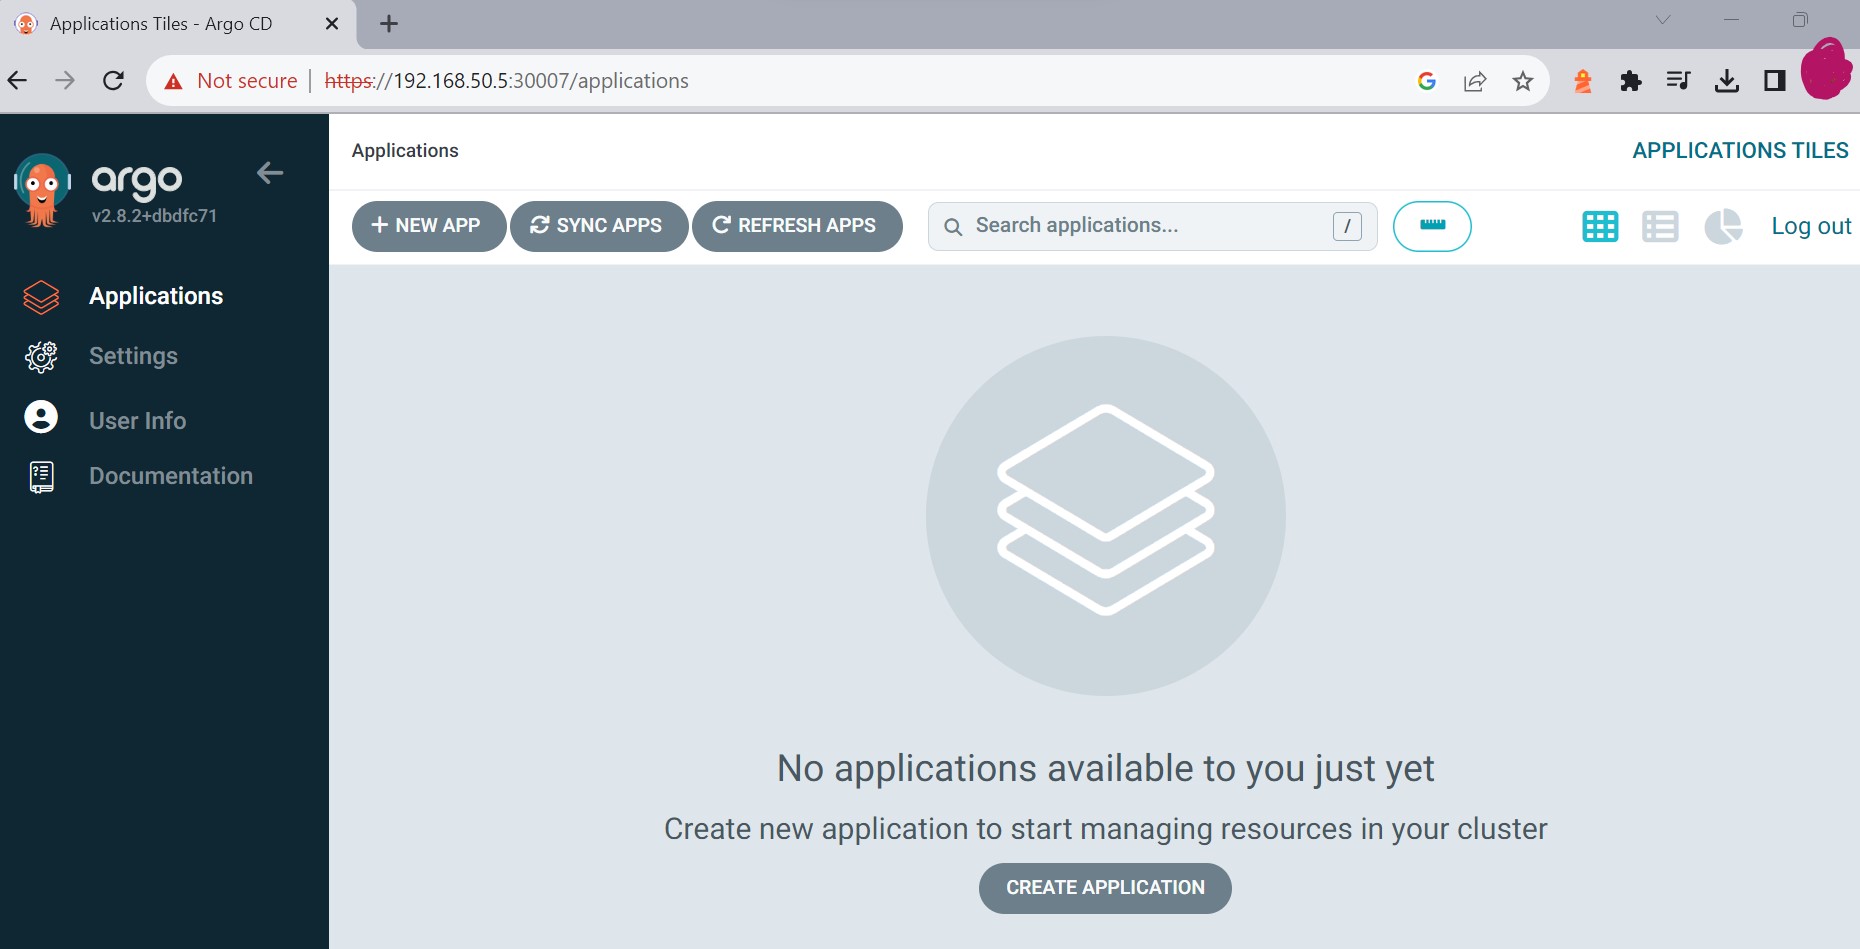 Applications Tiles - Argo CD
Not secure | https://192.168.50.5:30007/applications
argo
v2.8.2+dbdfc71
Applications
Settings
User Info
Documentation
Applications
APPLICATIONS TILES
+ NEW APP
SYNC APPS
REFRESH APPS
Search applications...
/
Log out
No applications available to you just yet
Create new application to start managing resources in your cluster
CREATE APPLICATION